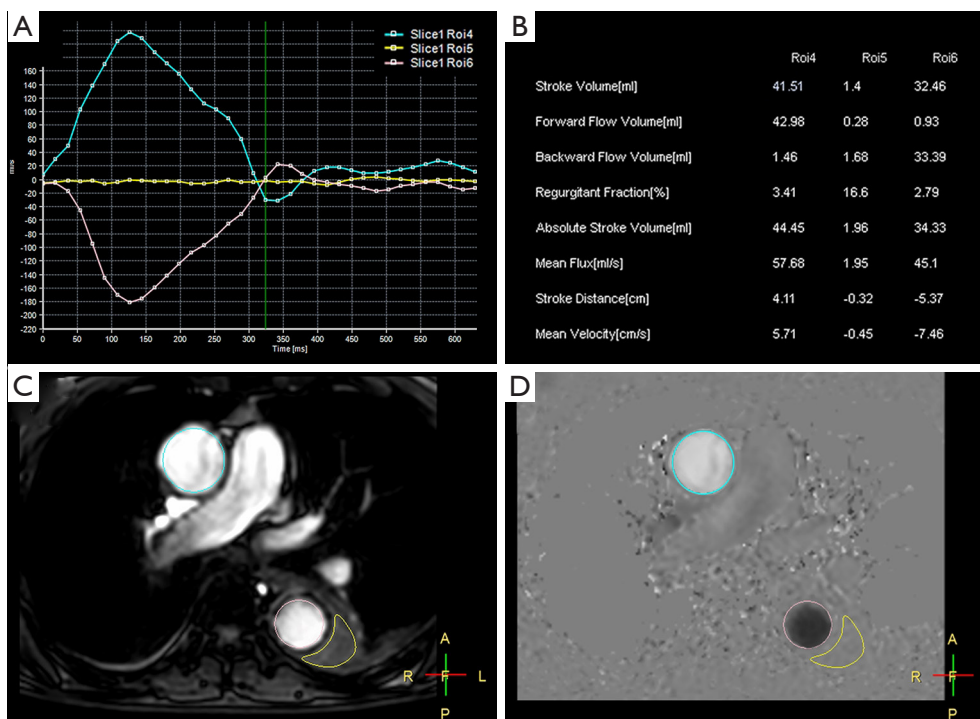 A
Slice1 Roi4
Slice1 Roi5
Slice1 Roi6
ml/s
160
140
120
100
80
60
40
20
0
-20
-40
-60
-80
-100
-120
-140
-160
-180
-200
-220
0 50 100 150 200 250 300 350 400 450 500 550 600
Time [ms]
B
Roi4 Roi5 Roi6
Stroke Volume[ml] 41.51 1.4 32.46
Forward Flow Volume[ml] 42.98 0.28 0.93
Backward Flow Volume[ml] 1.46 1.68 33.39
Regurgitant Fraction[%] 3.41 16.6 2.79
Absolute Stroke Volume[ml] 44.45 1.96 34.33
Mean Flux[ml/s] 57.68 1.95 45.1
Stroke Distance[cm] 4.11 -0.32 -5.37
Mean Velocity[cm/s] 5.71 -0.45 -7.46
C
A
R F L
P
D
A
R F L
P